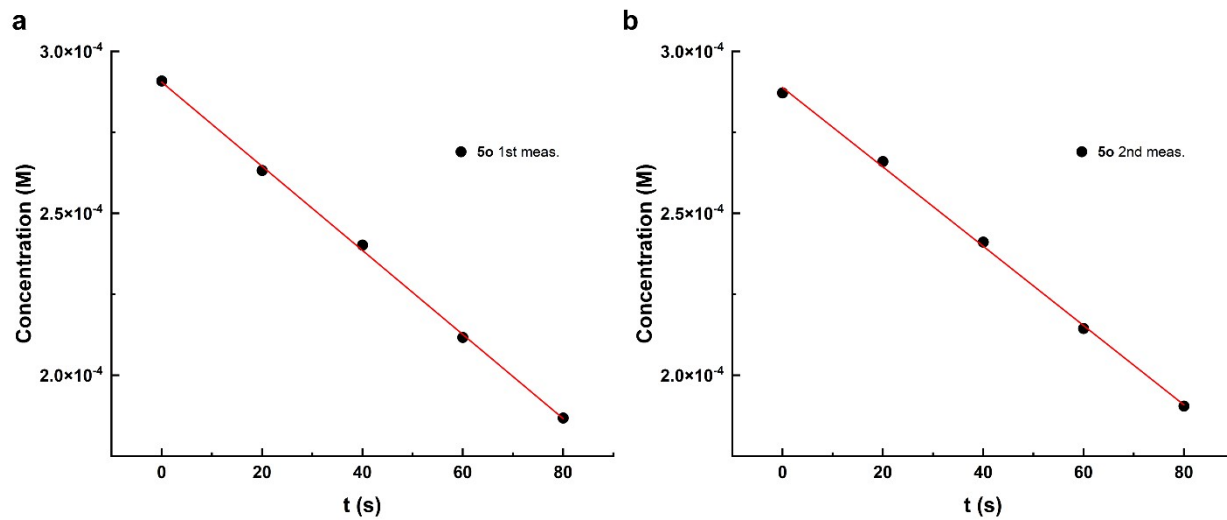 a
3.0×10⁻⁴
2.5×10⁻⁴
2.0×10⁻⁴
Concentration (M)
5o 1st meas.
0 20 40 60 80
t (s)
b
3.0×10⁻⁴
2.5×10⁻⁴
2.0×10⁻⁴
Concentration (M)
5o 2nd meas.
0 20 40 60 80
t (s)